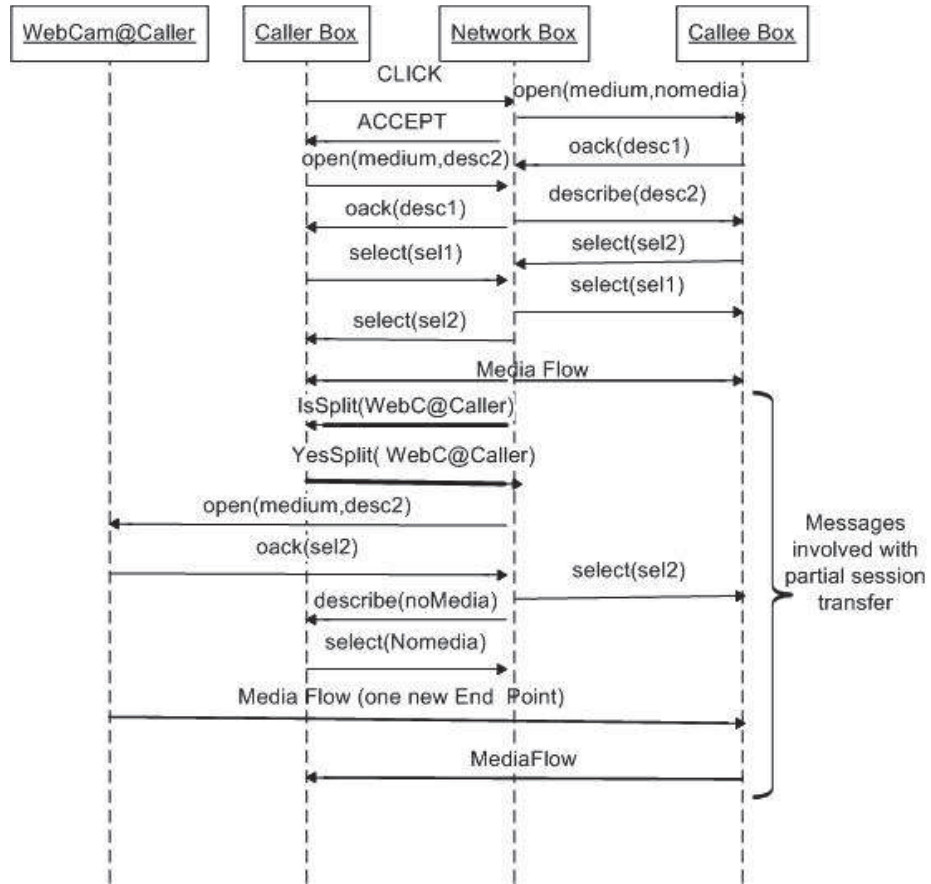 WebCam@Caller
Caller Box
Network Box
Callee Box
CLICK
open(medium,nomedia)
ACCEPT
oack(desc1)
open(medium,desc2)
describe(desc2)
oack(desc1)
select(sel2)
select(sel1)
select(sel1)
select(sel2)
Media Flow
IsSplit(WebC@Caller)
YesSplit( WebC@Caller)
open(medium,desc2)
oack(sel2)
select(sel2)
describe(noMedia)
select(Nomedia)
Media Flow (one new End Point)
MediaFlow
Messages
involved with
partial session
transfer